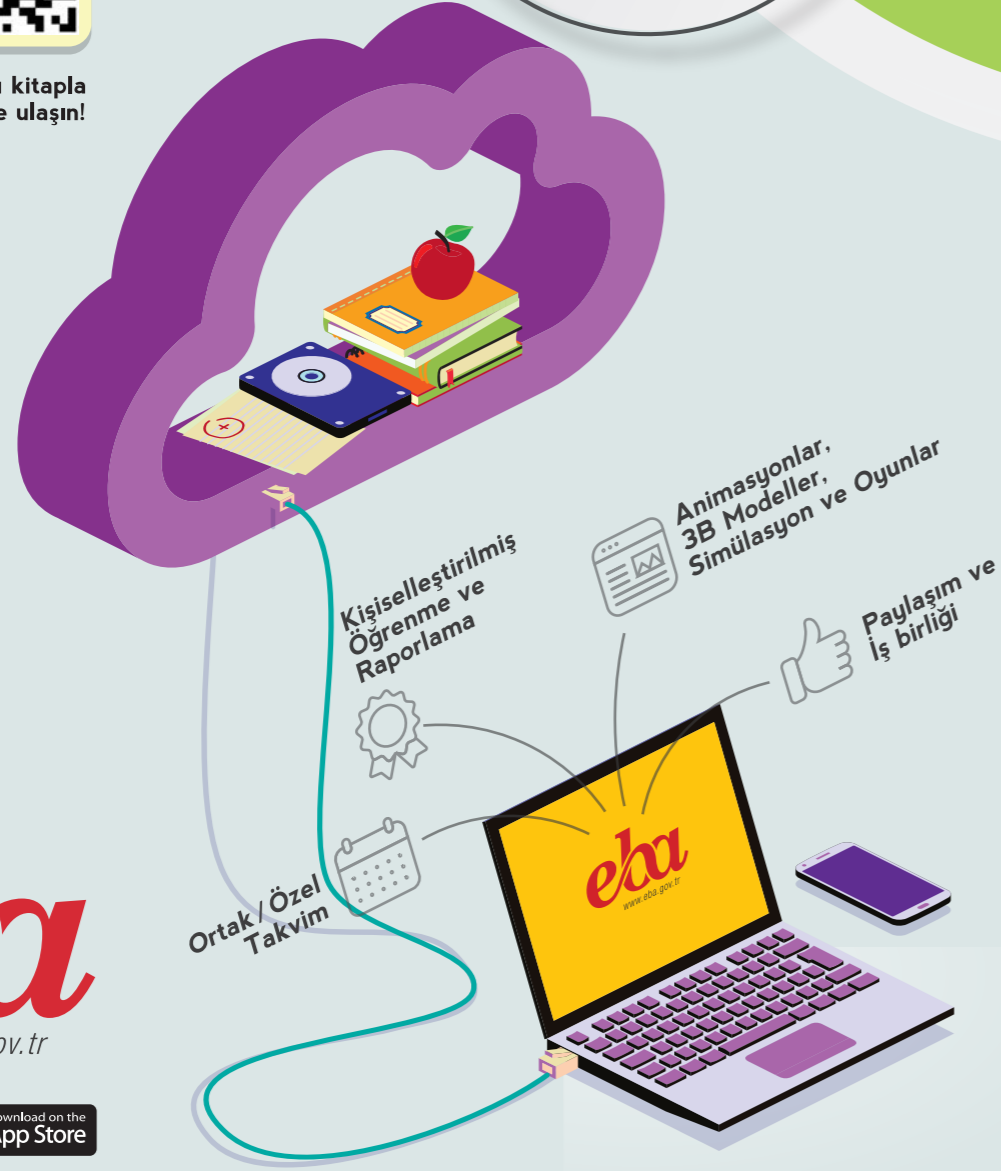 kitapla
e ulaşın!
Animasyonlar,
3B Modeller,
Simülasyon ve Oyunlar
Kişiselleştirilmiş
Öğrenme ve
Raporlama
Paylaşım ve
İş birliği
Ortak / Özel
Takvim
eba
www.eba.gov.tr
a
ov.tr
ownload on the
App Store